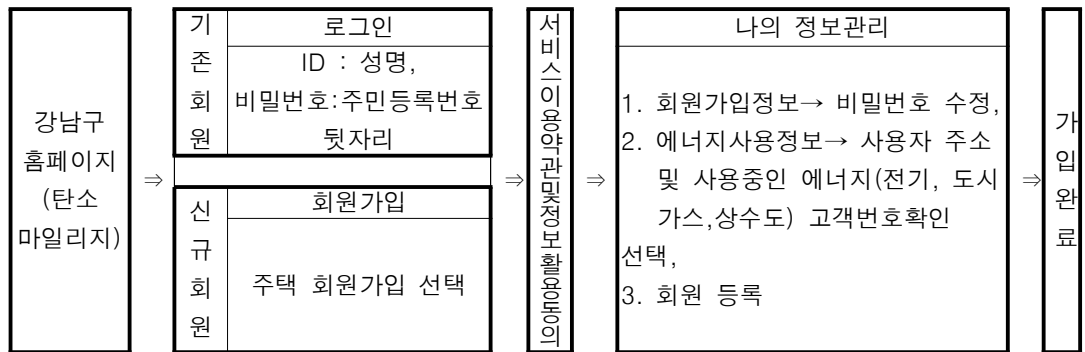 강남구
홈페이지
(탄소
마일리지)
⇒
기존회원
로그인
ID : 성명,
비밀번호:주민등록번호
뒷자리
신규회원
회원가입
주택 회원가입 선택
⇒
서비스이용약관및정보활용동의
⇒
나의 정보관리
1. 회원가입정보→ 비밀번호 수정,
2. 에너지사용정보→ 사용자 주소
및 사용중인 에너지(전기, 도시
가스,상수도) 고객번호확인
선택,
3. 회원 등록
⇒
가입완료